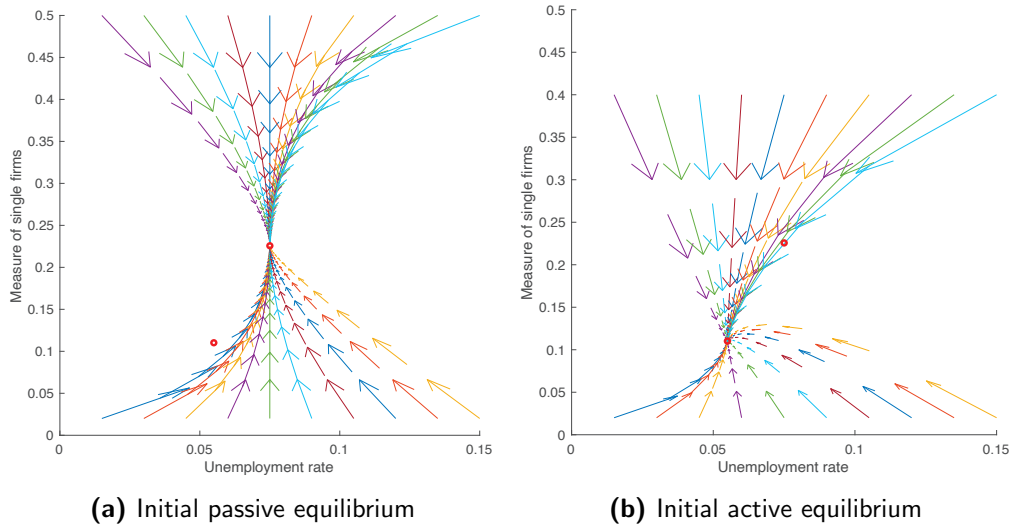 0.5
0.45
0.4
0.35
0.3
0.25
0.2
0.15
0.1
0.05
0
Measure of single firms
0 0.05 0.1 0.15
Unemployment rate
(a) Initial passive equilibrium
0.5
0.45
0.4
0.35
0.3
0.25
0.2
0.15
0.1
0.05
0
Measure of single firms
0 0.05 0.1 0.15
Unemployment rate
(b) Initial active equilibrium